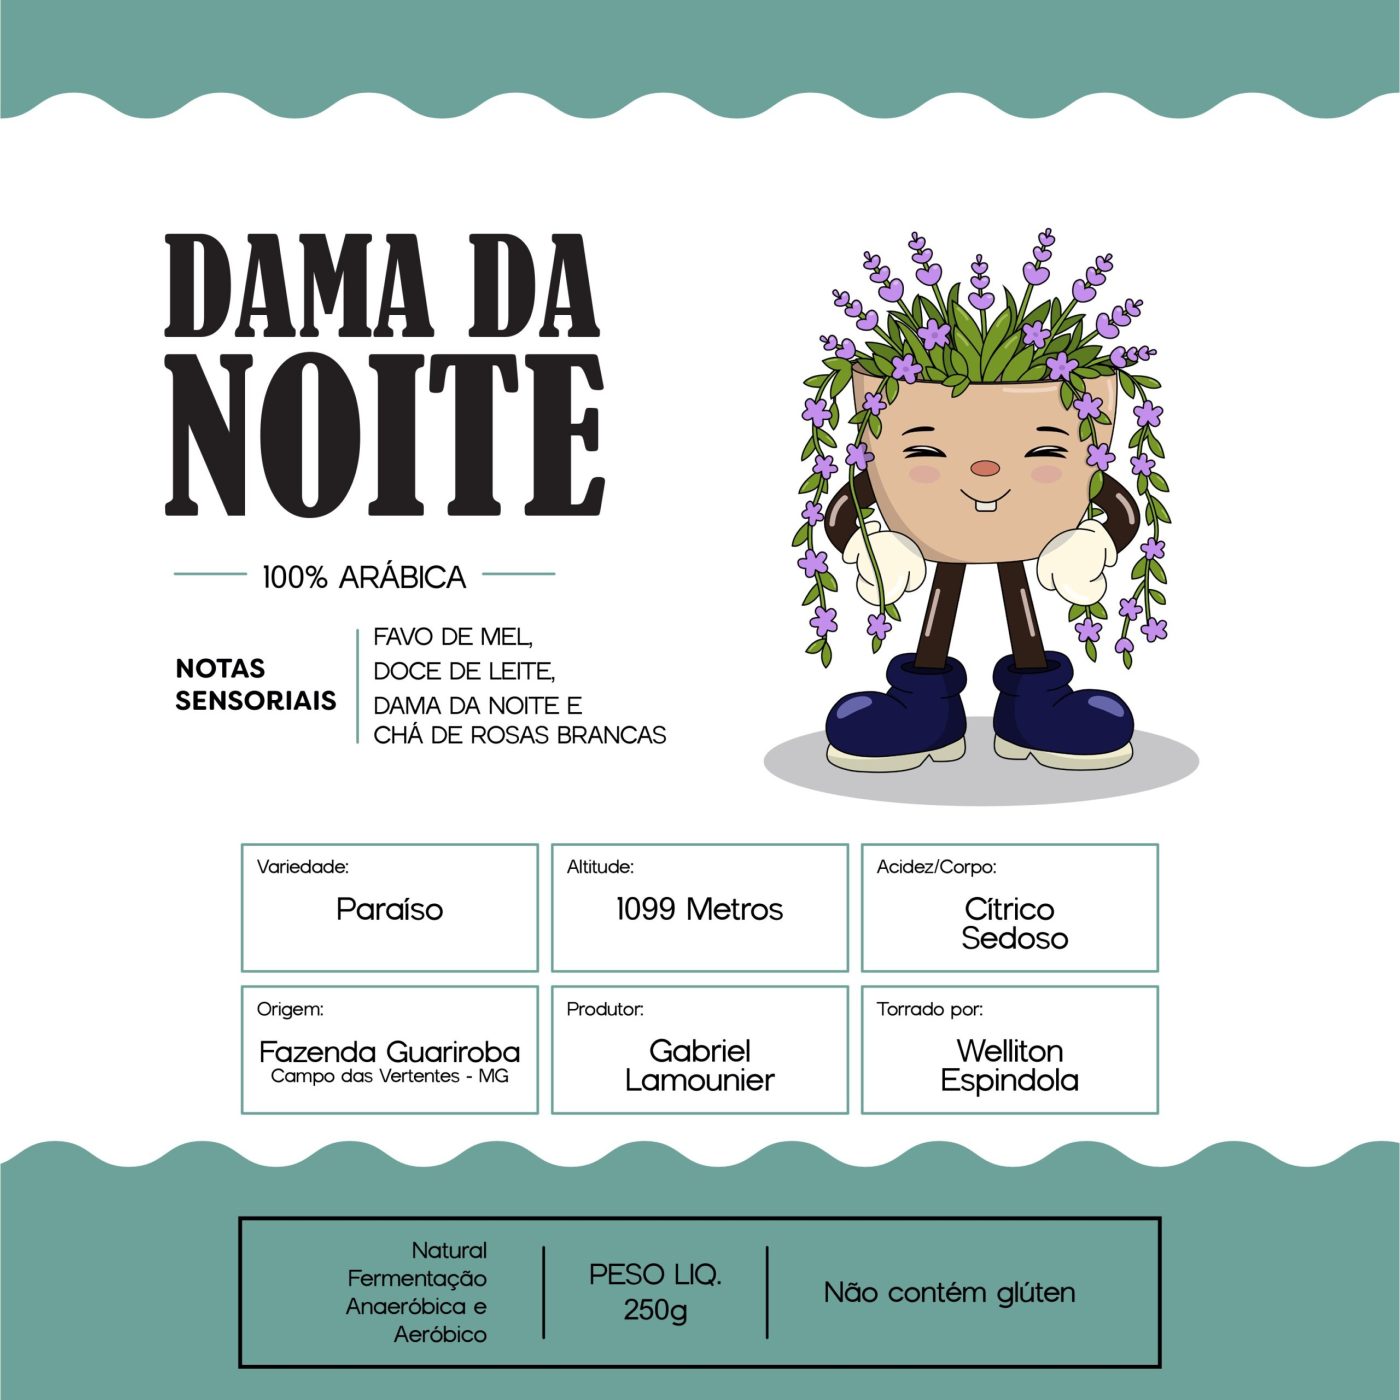 DAMA DA
NOITE
100% ARÁBICA
NOTAS
SENSORIAIS
FAVO DE MEL,
DOCE DE LEITE,
DAMA DA NOITE E
CHÁ DE ROSAS BRANCAS
Variedade:
Paraíso
Altitude:
1099 Metros
Acidez/Corpo:
Cítrico
Sedoso
Origem:
Fazenda Guariroba
Campo das Vertentes - MG
Produtor:
Gabriel
Lamounier
Torrado por:
Welliton
Espindola
Natural
Fermentação
Anaeróbica e
Aeróbico
PESO LIQ.
250g
Não contém glúten